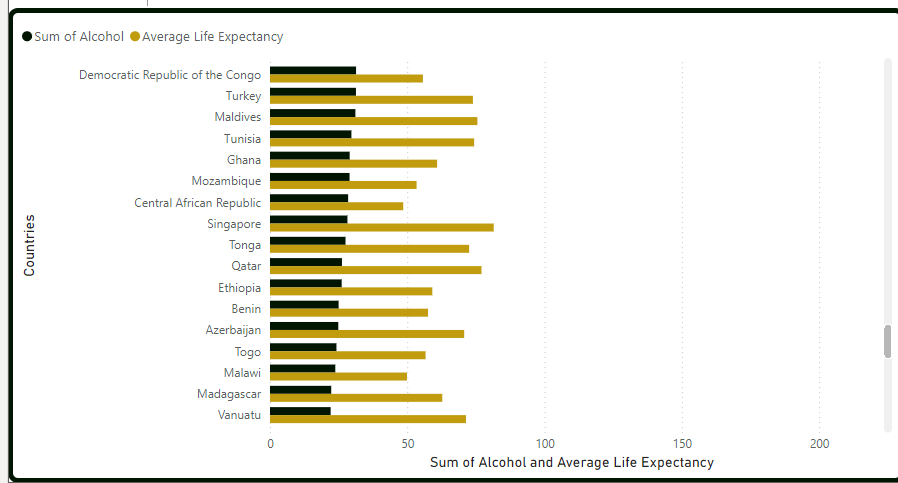 Sum of Alcohol Average Life Expectancy
Democratic Republic of the Congo
Turkey
Maldives
Tunisia
Ghana
Mozambique
Central African Republic
Singapore
Tonga
Qatar
Ethiopia
Benin
Azerbaijan
Togo
Malawi
Madagascar
Vanuatu
Countries
0 50 100 150 200
Sum of Alcohol and Average Life Expectancy